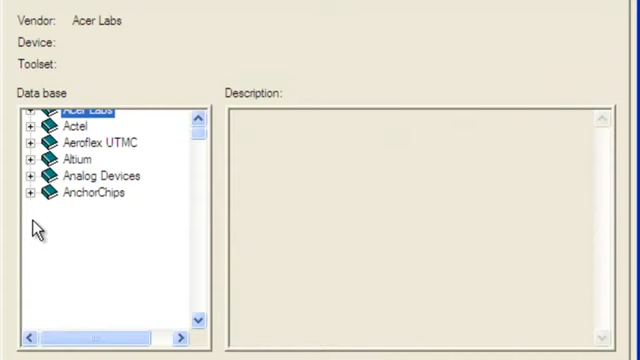 Vendor: Acer Labs
Device:
Toolset:
Data base
Description:
Acer Labs
Actel
Aeroflex UTMC
Altium
Analog Devices
AnchorChips